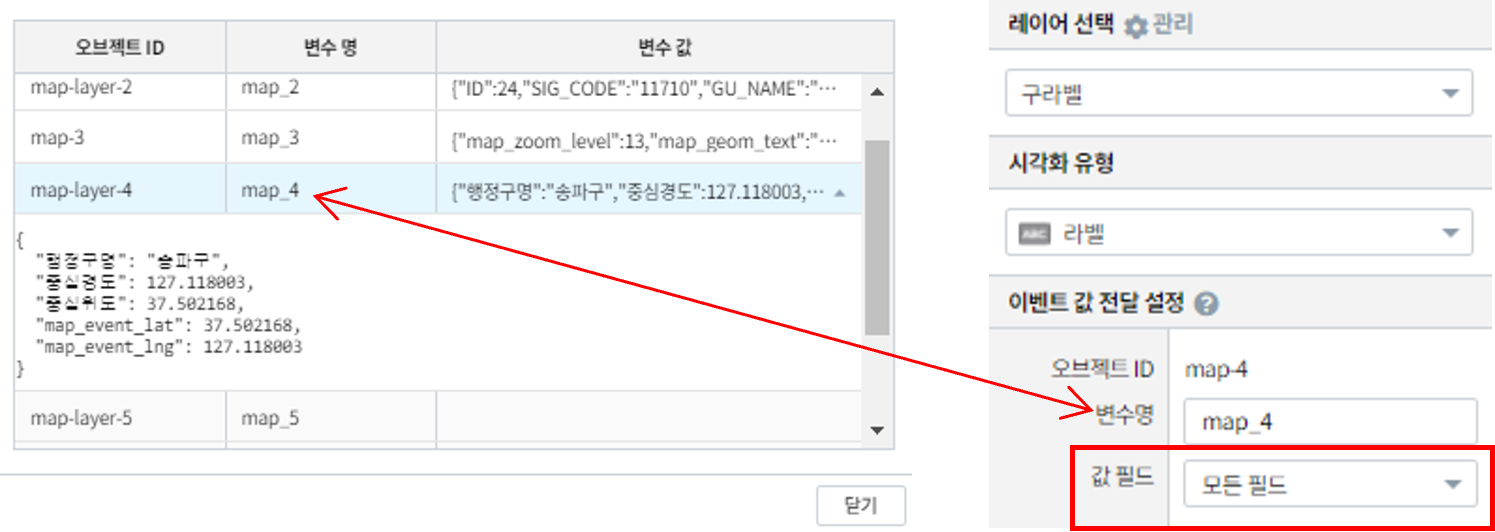 오브젝트 ID 변수 명 변수 값
map-layer-2 map_2 {"ID":24,"SIG_CODE":"11710","GU_NAME":"···
map-3 map_3 {"map_zoom_level":13,"map_geom_text":"···
map-layer-4 map_4 {"행정구명":"송파구","중심경도":127.118003,···
{
"행정구명": "송파구",
"중심경도": 127.118003,
"중심위도": 37.502168,
"map_event_lat": 37.502168,
"map_event_lng": 127.118003
}
map-layer-5 map_5
닫기
레이어 선택 관리
구라벨
시각화 유형
ABC 라벨
이벤트 값 전달 설정 ?
오브젝트 ID map-4
변수명 map_4
값 필드 모든 필드